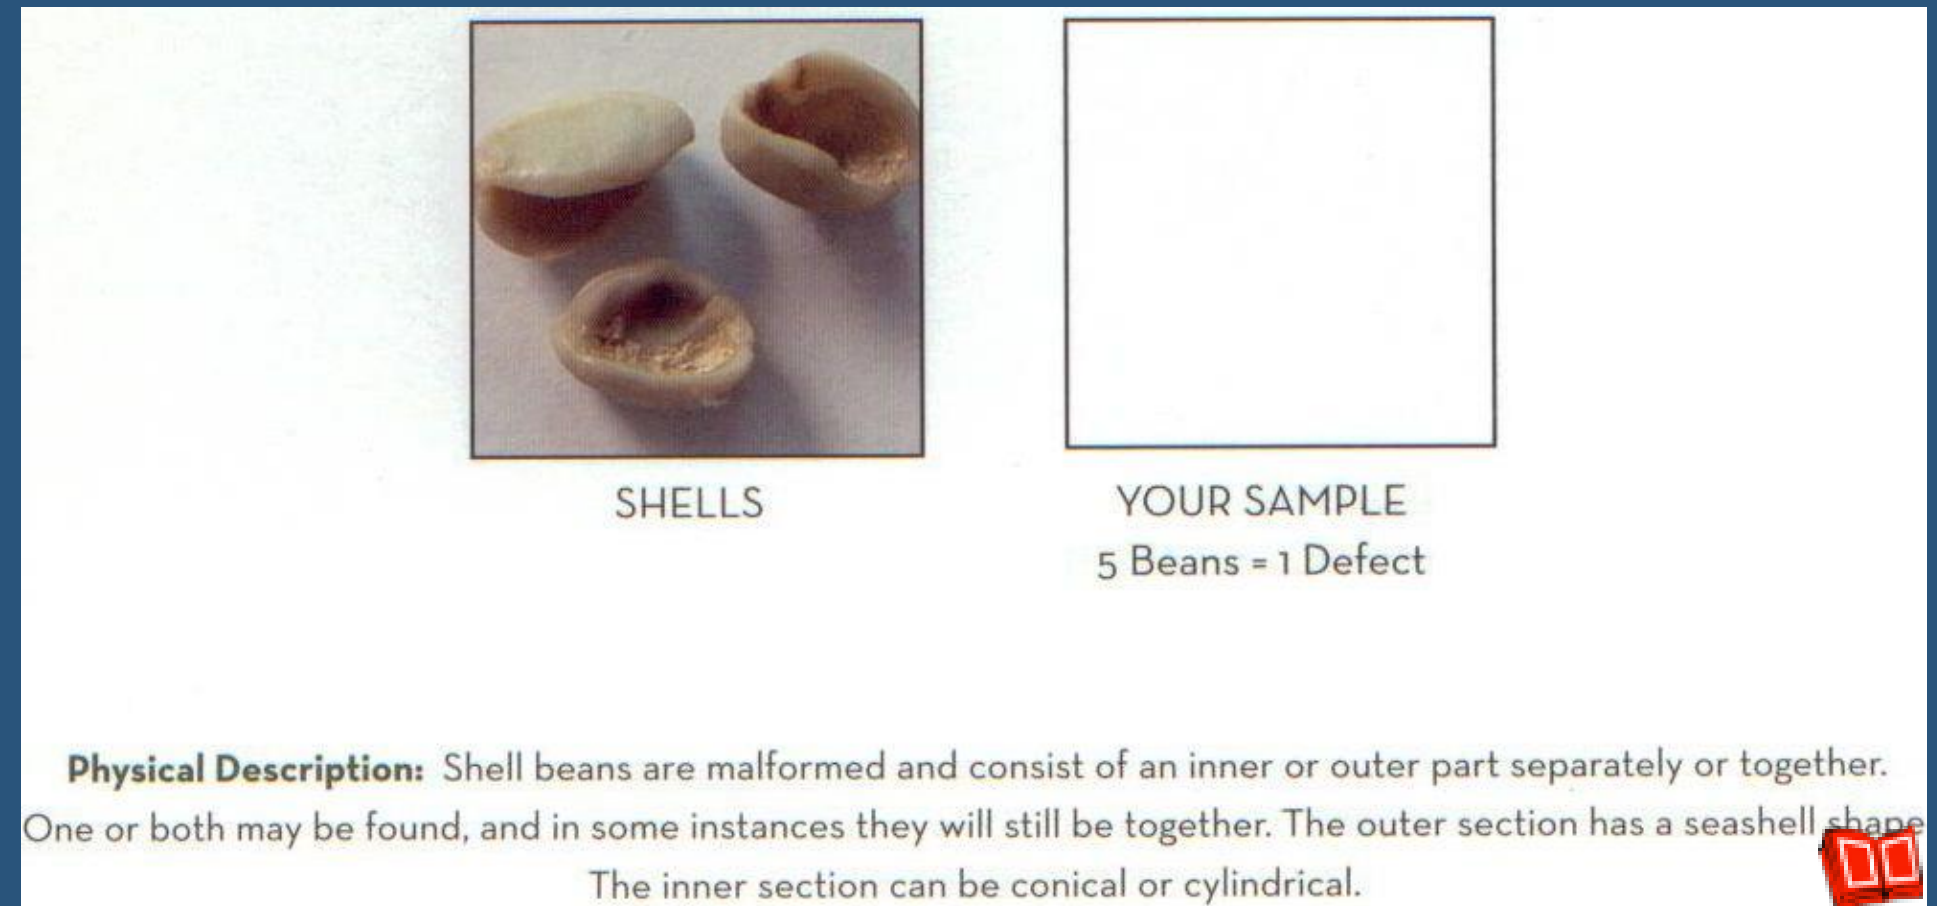 SHELLS
YOUR SAMPLE
5 Beans = 1 Defect
Physical Description: Shell beans are malformed and consist of an inner or outer part separately or together.
One or both may be found, and in some instances they will still be together. The outer section has a seashell shape
The inner section can be conical or cylindrical.